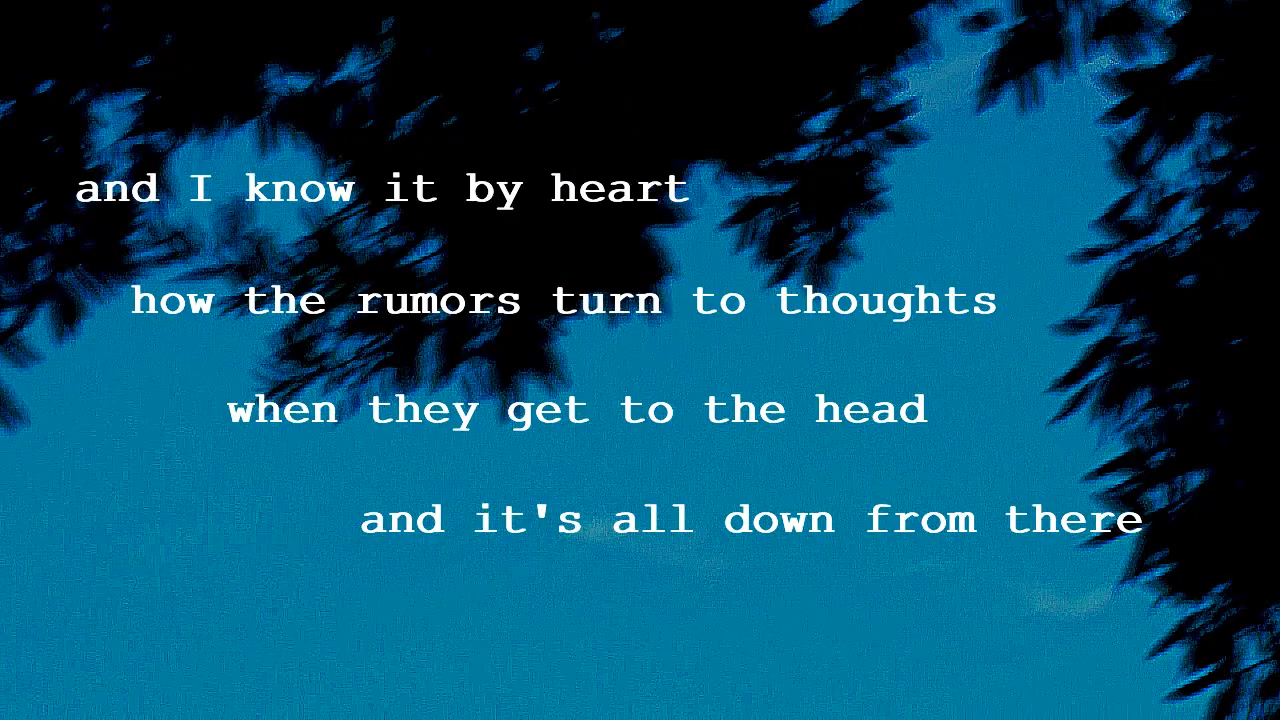 and I know it by heart
how the rumors turn to thoughts
when they get to the head
and it's all down from there